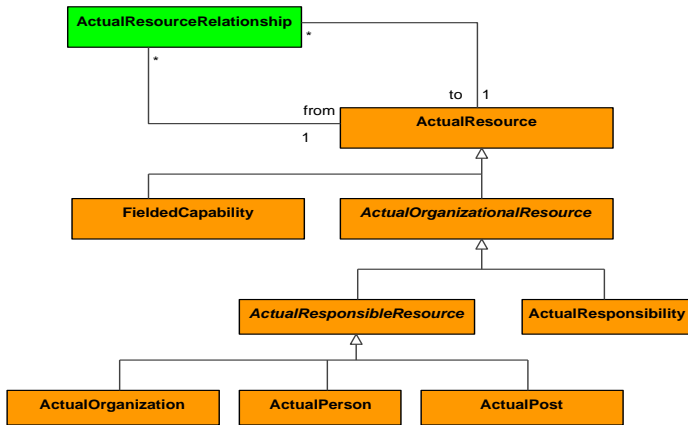 ActualResourceRelationship
*
*
from
to
1
1
ActualResource
FieldedCapability
ActualOrganizationalResource
ActualResponsibleResource
ActualResponsibility
ActualOrganization
ActualPerson
ActualPost